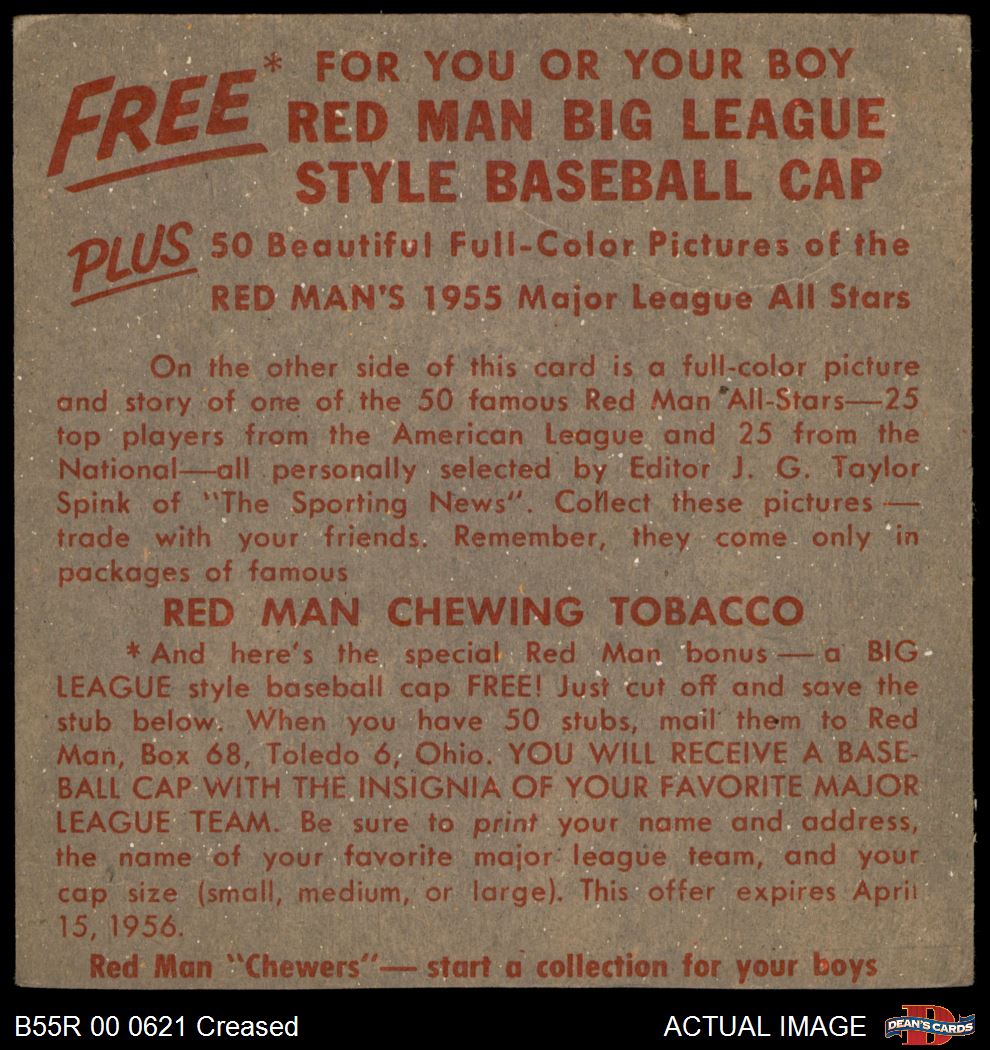 FREE* FOR YOU OR YOUR BOY
RED MAN BIG LEAGUE
STYLE BASEBALL CAP
PLUS 50 Beautiful Full-Color Pictures of the
RED MAN'S 1955 Major League All Stars
On the other side of this card is a full-color picture
and story of one of the 50 famous Red Man All-Stars—25
top players from the American League and 25 from the
National—all personally selected by Editor J. G. Taylor
Spink of "The Sporting News". Collect these pictures —
trade with your friends. Remember, they come only in
packages of famous
RED MAN CHEWING TOBACCO
* And here's the special Red Man bonus — a BIG
LEAGUE style baseball cap FREE! Just cut off and save the
stub below. When you have 50 stubs, mail them to Red
Man, Box 68, Toledo 6, Ohio. YOU WILL RECEIVE A BASE-
BALL CAP WITH THE INSIGNIA OF YOUR FAVORITE MAJOR
LEAGUE TEAM. Be sure to print your name and address,
the name of your favorite major league team, and your
cap size (small, medium, or large). This offer expires April
15, 1956.
Red Man "Chewers"— start a collection for your boys
B55R 00 0621 Creased
ACTUAL IMAGE
DEAN'S CARDS